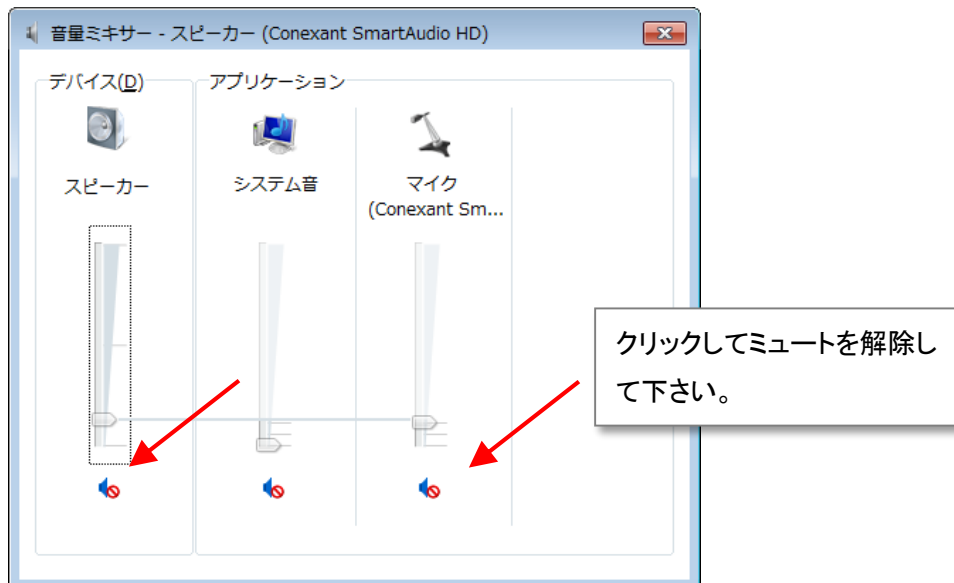 音量ミキサー - スピーカー (Conexant SmartAudio HD)
デバイス(D)
アプリケーション
スピーカー
システム音
マイク
(Conexant Sm...
クリックしてミュートを解除し
て下さい。